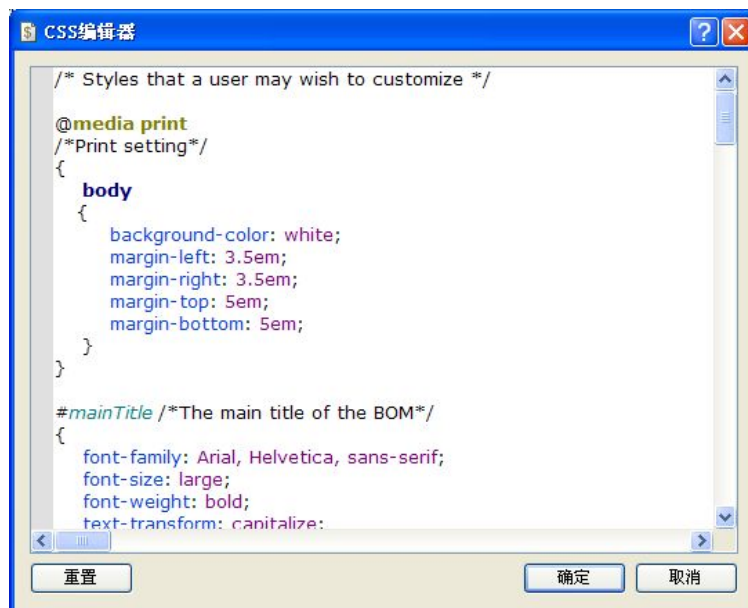 CSS编辑器
/* Styles that a user may wish to customize */
@media print
/*Print setting*/
{
body
{
background-color: white;
margin-left: 3.5em;
margin-right: 3.5em;
margin-top: 5em;
margin-bottom: 5em;
}
}
#mainTitle /*The main title of the BOM*/
{
font-family: Arial, Helvetica, sans-serif;
font-size: large;
font-weight: bold;
text-transform: capitalize;
重置 确定 取消